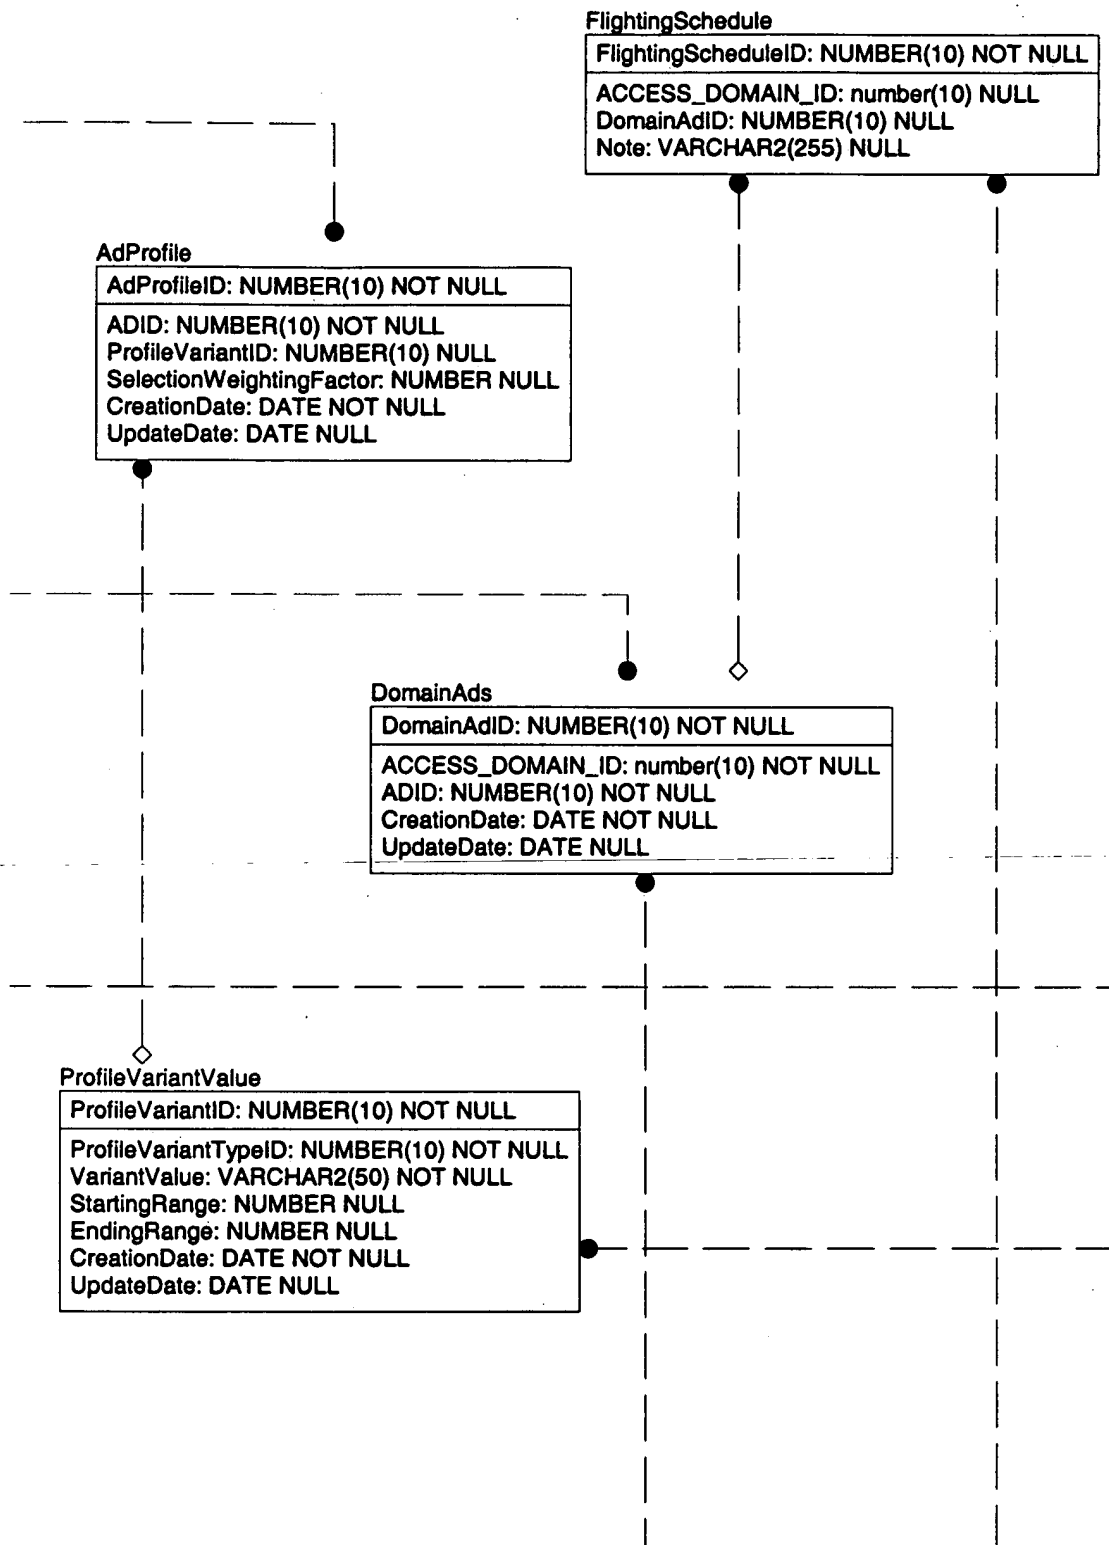 FlightingSchedule
FlightingScheduleID: NUMBER(10) NOT NULL
ACCESS_DOMAIN_ID: number(10) NULL
DomainAdID: NUMBER(10) NULL
Note: VARCHAR2(255) NULL
AdProfile
AdProfileID: NUMBER(10) NOT NULL
ADID: NUMBER(10) NOT NULL
ProfileVariantID: NUMBER(10) NULL
SelectionWeightingFactor: NUMBER NULL
CreationDate: DATE NOT NULL
UpdateDate: DATE NULL
DomainAds
DomainAdID: NUMBER(10) NOT NULL
ACCESS_DOMAIN_ID: number(10) NOT NULL
ADID: NUMBER(10) NOT NULL
CreationDate: DATE NOT NULL
UpdateDate: DATE NULL
ProfileVariantValue
ProfileVariantID: NUMBER(10) NOT NULL
ProfileVariantTypeID: NUMBER(10) NOT NULL
VariantValue: VARCHAR2(50) NOT NULL
StartingRange: NUMBER NULL
EndingRange: NUMBER NULL
CreationDate: DATE NOT NULL
UpdateDate: DATE NULL